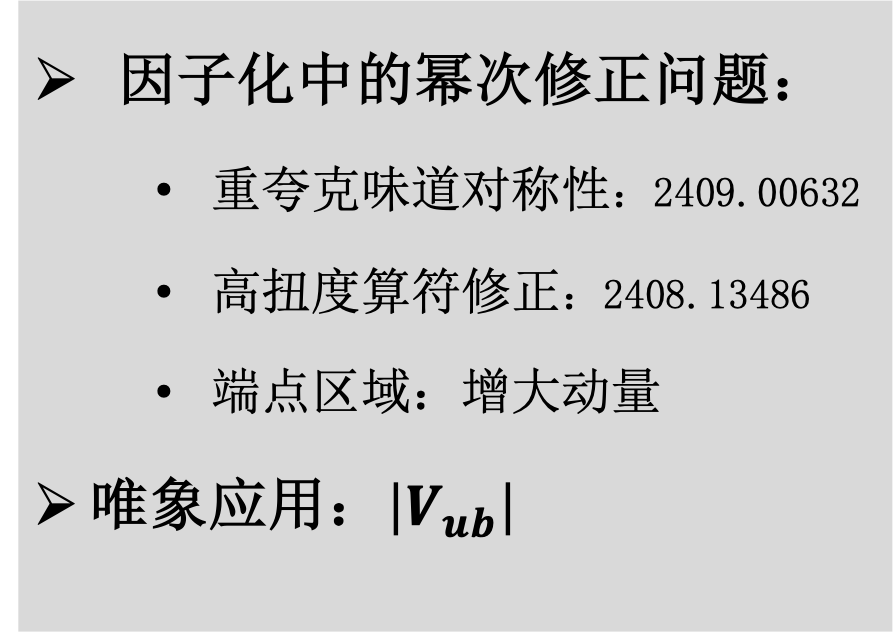 ➢ 因子化中的幂次修正问题：
• 重夸克味道对称性：2409.00632
• 高扭度算符修正：2408.13486
• 端点区域：增大动量
➢ 唯象应用：|V_{ub}|